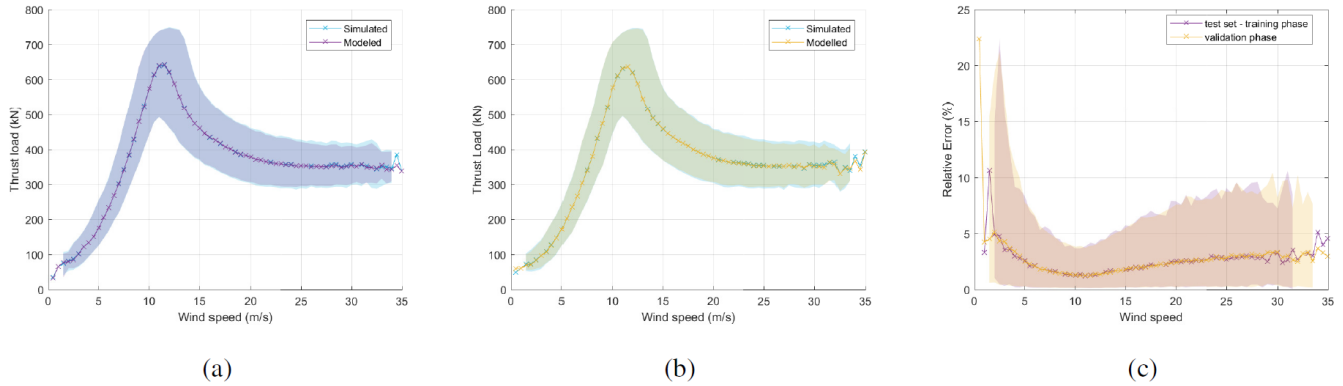 800
700
600
500
400
300
200
100
0
Thrust load (kN)
0 5 10 15 20 25 30 35
Wind speed (m/s)
Simulated
Modeled
(a)
800
700
600
500
400
300
200
100
0
Thrust Load (kN)
0 5 10 15 20 25 30 35
Wind speed (m/s)
Simulated
Modelled
(b)
25
20
15
10
5
0
Relative Error (%)
0 5 10 15 20 25 30 35
Wind speed
test set - training phase
validation phase
(c)